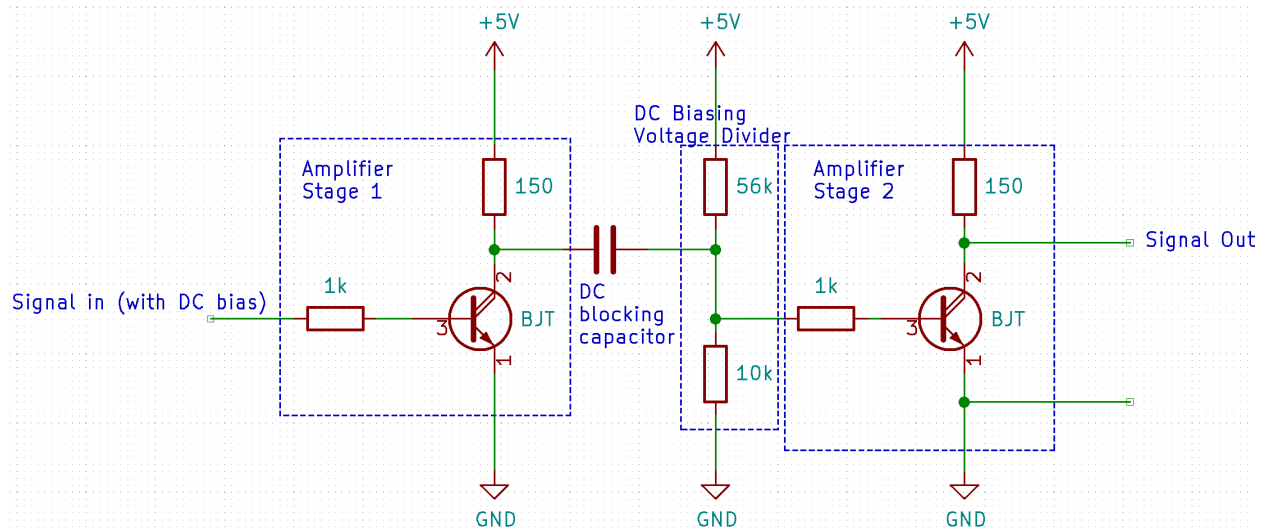 +5V
+5V
+5V
DC Biasing
Voltage Divider
Amplifier
Stage 1
150
56k
Amplifier
Stage 2
150
Signal Out
Signal in (with DC bias)
1k
2
3
BJT
1
DC
blocking
capacitor
1k
2
3
BJT
1
10k
GND
GND
GND